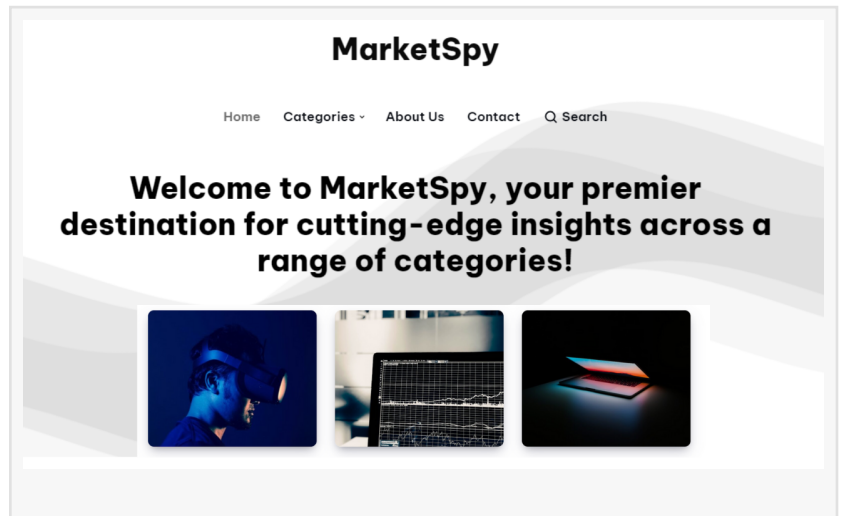 MarketSpy
Home Categories About Us Contact Search
Welcome to MarketSpy, your premier
destination for cutting-edge insights across a
range of categories!